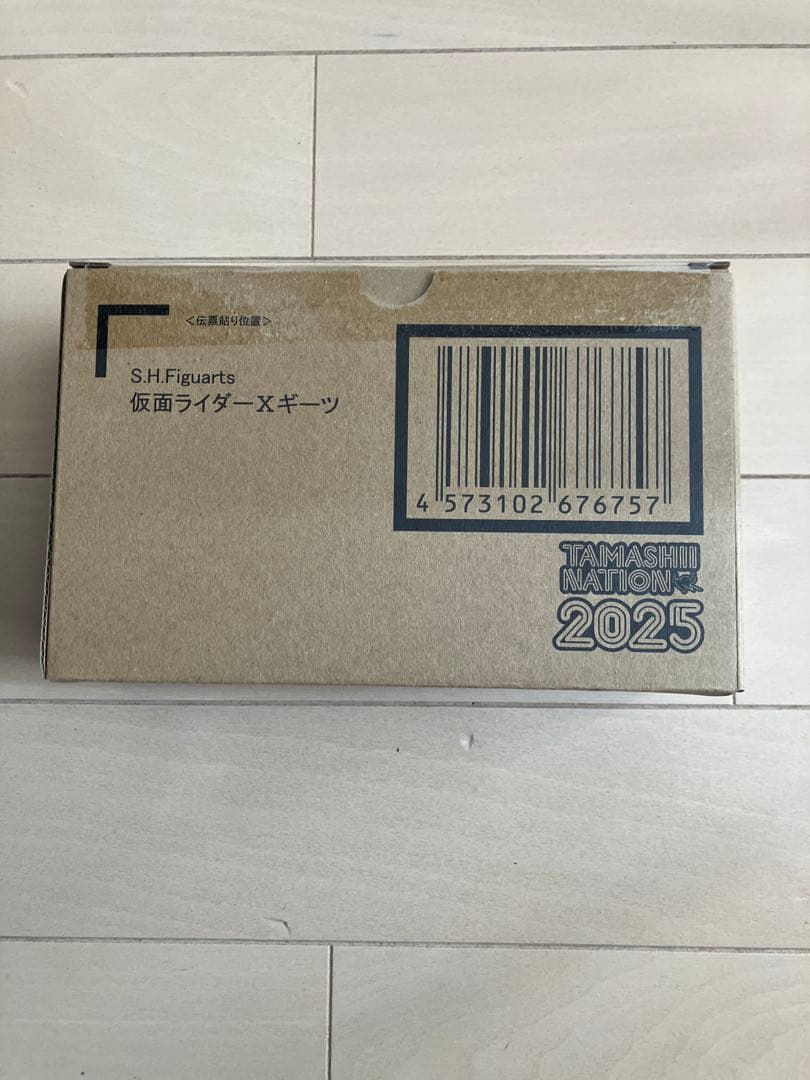 <伝票貼り位置>
S.H.Figuarts
仮面ライダーXギーツ
4 573102 676757
TAMASHII
NATION
2025